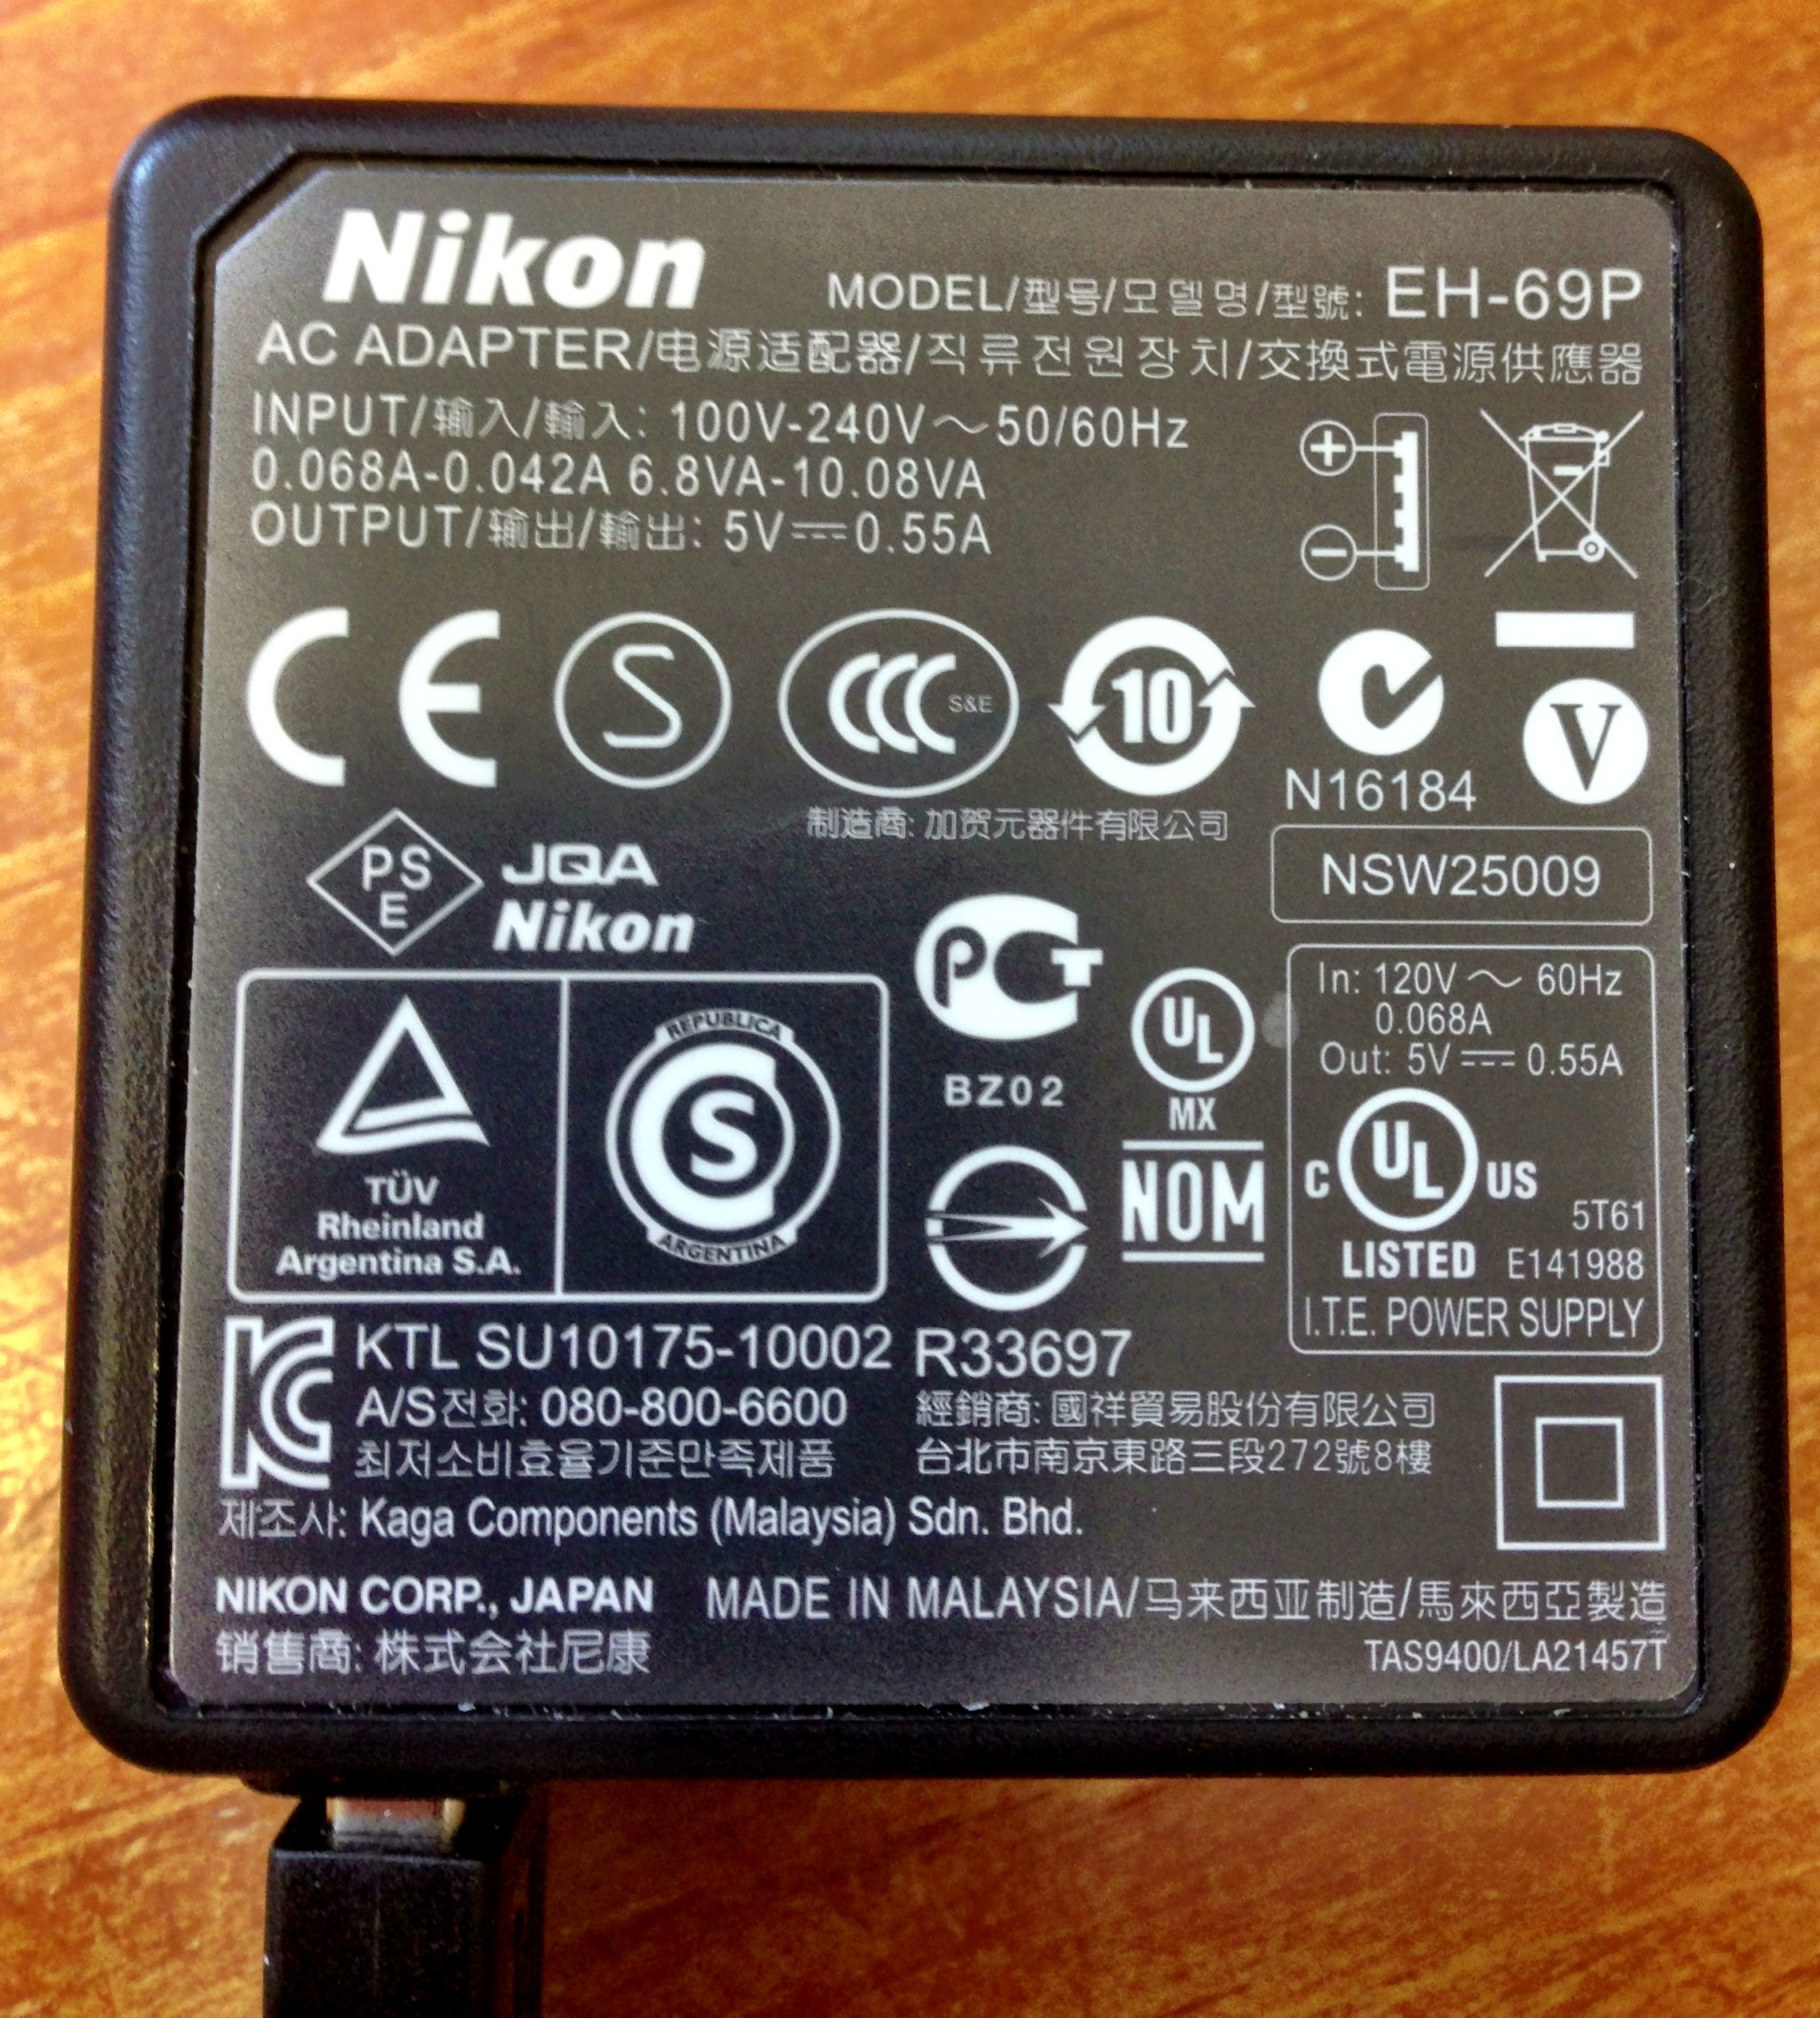 Nikon
MODEL/型号/모델명/型號: EH-69P
AC ADAPTER/电源适配器/직류전원장치/交換式電源供應器
INPUT/输入/輸入: 100V-240V～50/60Hz
0.068A-0.042A 6.8VA-10.08VA
OUTPUT/输出/輸出: 5V⎓0.55A
+
−
CE
S
CCC S&E
10
N16184
V
制造商: 加贺元器件有限公司
NSW25009
PSE
JQA
Nikon
PCT
BZ02
UL
MX
NOM
In: 120V～ 60Hz
0.068A
Out: 5V⎓0.55A
C UL US
5T61
LISTED E141988
I.T.E. POWER SUPPLY
TÜV
Rheinland
Argentina S.A.
REPUBLICA
S
ARGENTINA
KC
KTL SU10175-10002
A/S전화: 080-800-6600
최저소비효율기준만족제품
R33697
經銷商: 國祥貿易股份有限公司
台北市南京東路三段272號8樓
제조사: Kaga Components (Malaysia) Sdn. Bhd.
NIKON CORP., JAPAN
MADE IN MALAYSIA/马来西亚制造/馬來西亞製造
销售商: 株式会社尼康
TAS9400/LA21457T